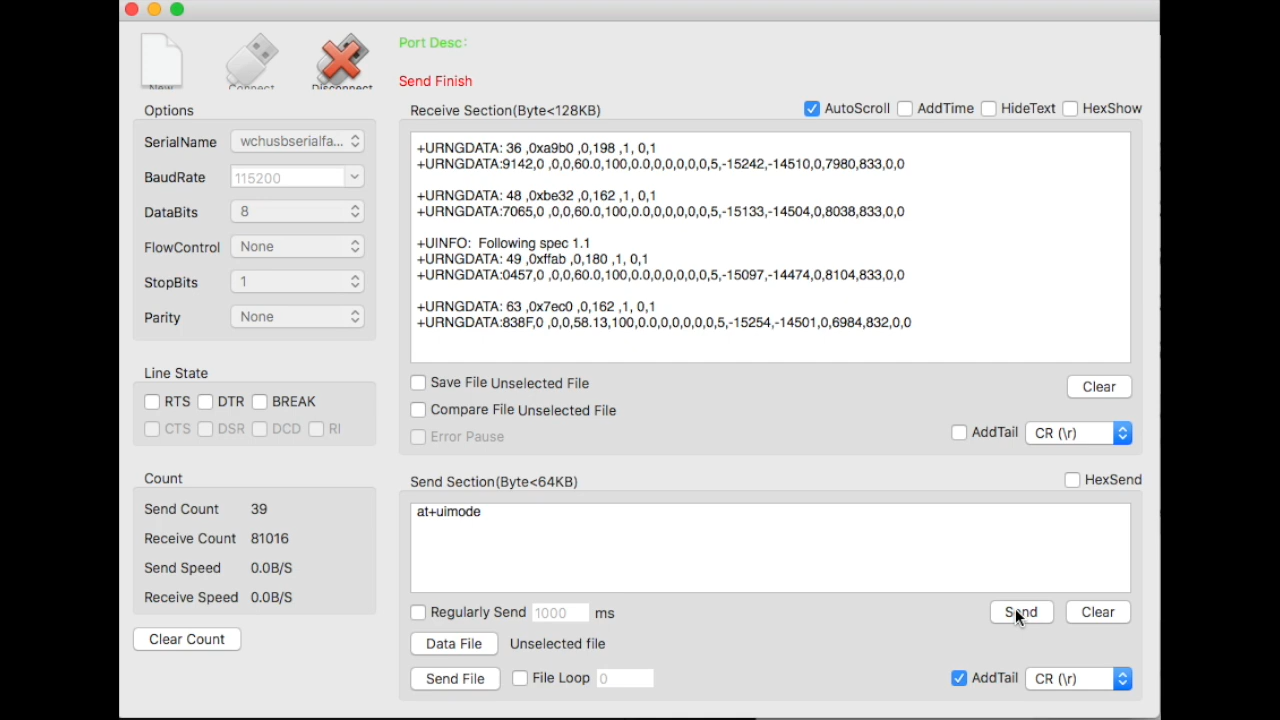 New
Connect
Disconnect
Port Desc:
Send Finish
Options
SerialName
wchusbserialfa...
BaudRate
115200
DataBits
8
FlowControl
None
StopBits
1
Parity
None
Line State
RTS
DTR
BREAK
CTS
DSR
DCD
RI
Count
Send Count 39
Receive Count 81016
Send Speed 0.0B/S
Receive Speed 0.0B/S
Clear Count
Receive Section(Byte<128KB)
AutoScroll
AddTime
HideText
HexShow
+URNGDATA: 36 ,0xa9b0 ,0,198 ,1, 0,1
+URNGDATA:9142,0 ,0,0,60.0,100,0.0,0,0,0,0,0,5,-15242,-14510,0,7980,833,0,0
+URNGDATA: 48 ,0xbe32 ,0,162 ,1, 0,1
+URNGDATA:7065,0 ,0,0,60.0,100,0.0,0,0,0,0,0,5,-15133,-14504,0,8038,833,0,0
+UINFO: Following spec 1.1
+URNGDATA: 49 ,0xffab ,0,180 ,1, 0,1
+URNGDATA:0457,0 ,0,0,60.0,100,0.0,0,0,0,0,0,5,-15097,-14474,0,8104,833,0,0
+URNGDATA: 63 ,0x7ec0 ,0,162 ,1, 0,1
+URNGDATA:838F,0 ,0,0,58.13,100,0.0,0,0,0,0,0,5,-15254,-14501,0,6984,832,0,0
Save File Unselected File
Clear
Compare File Unselected File
Error Pause
AddTail
CR (\r)
Send Section(Byte<64KB)
HexSend
at+uimode
Regularly Send 1000 ms
Send
Clear
Data File
Unselected file
Send File
File Loop 0
AddTail
CR (\r)